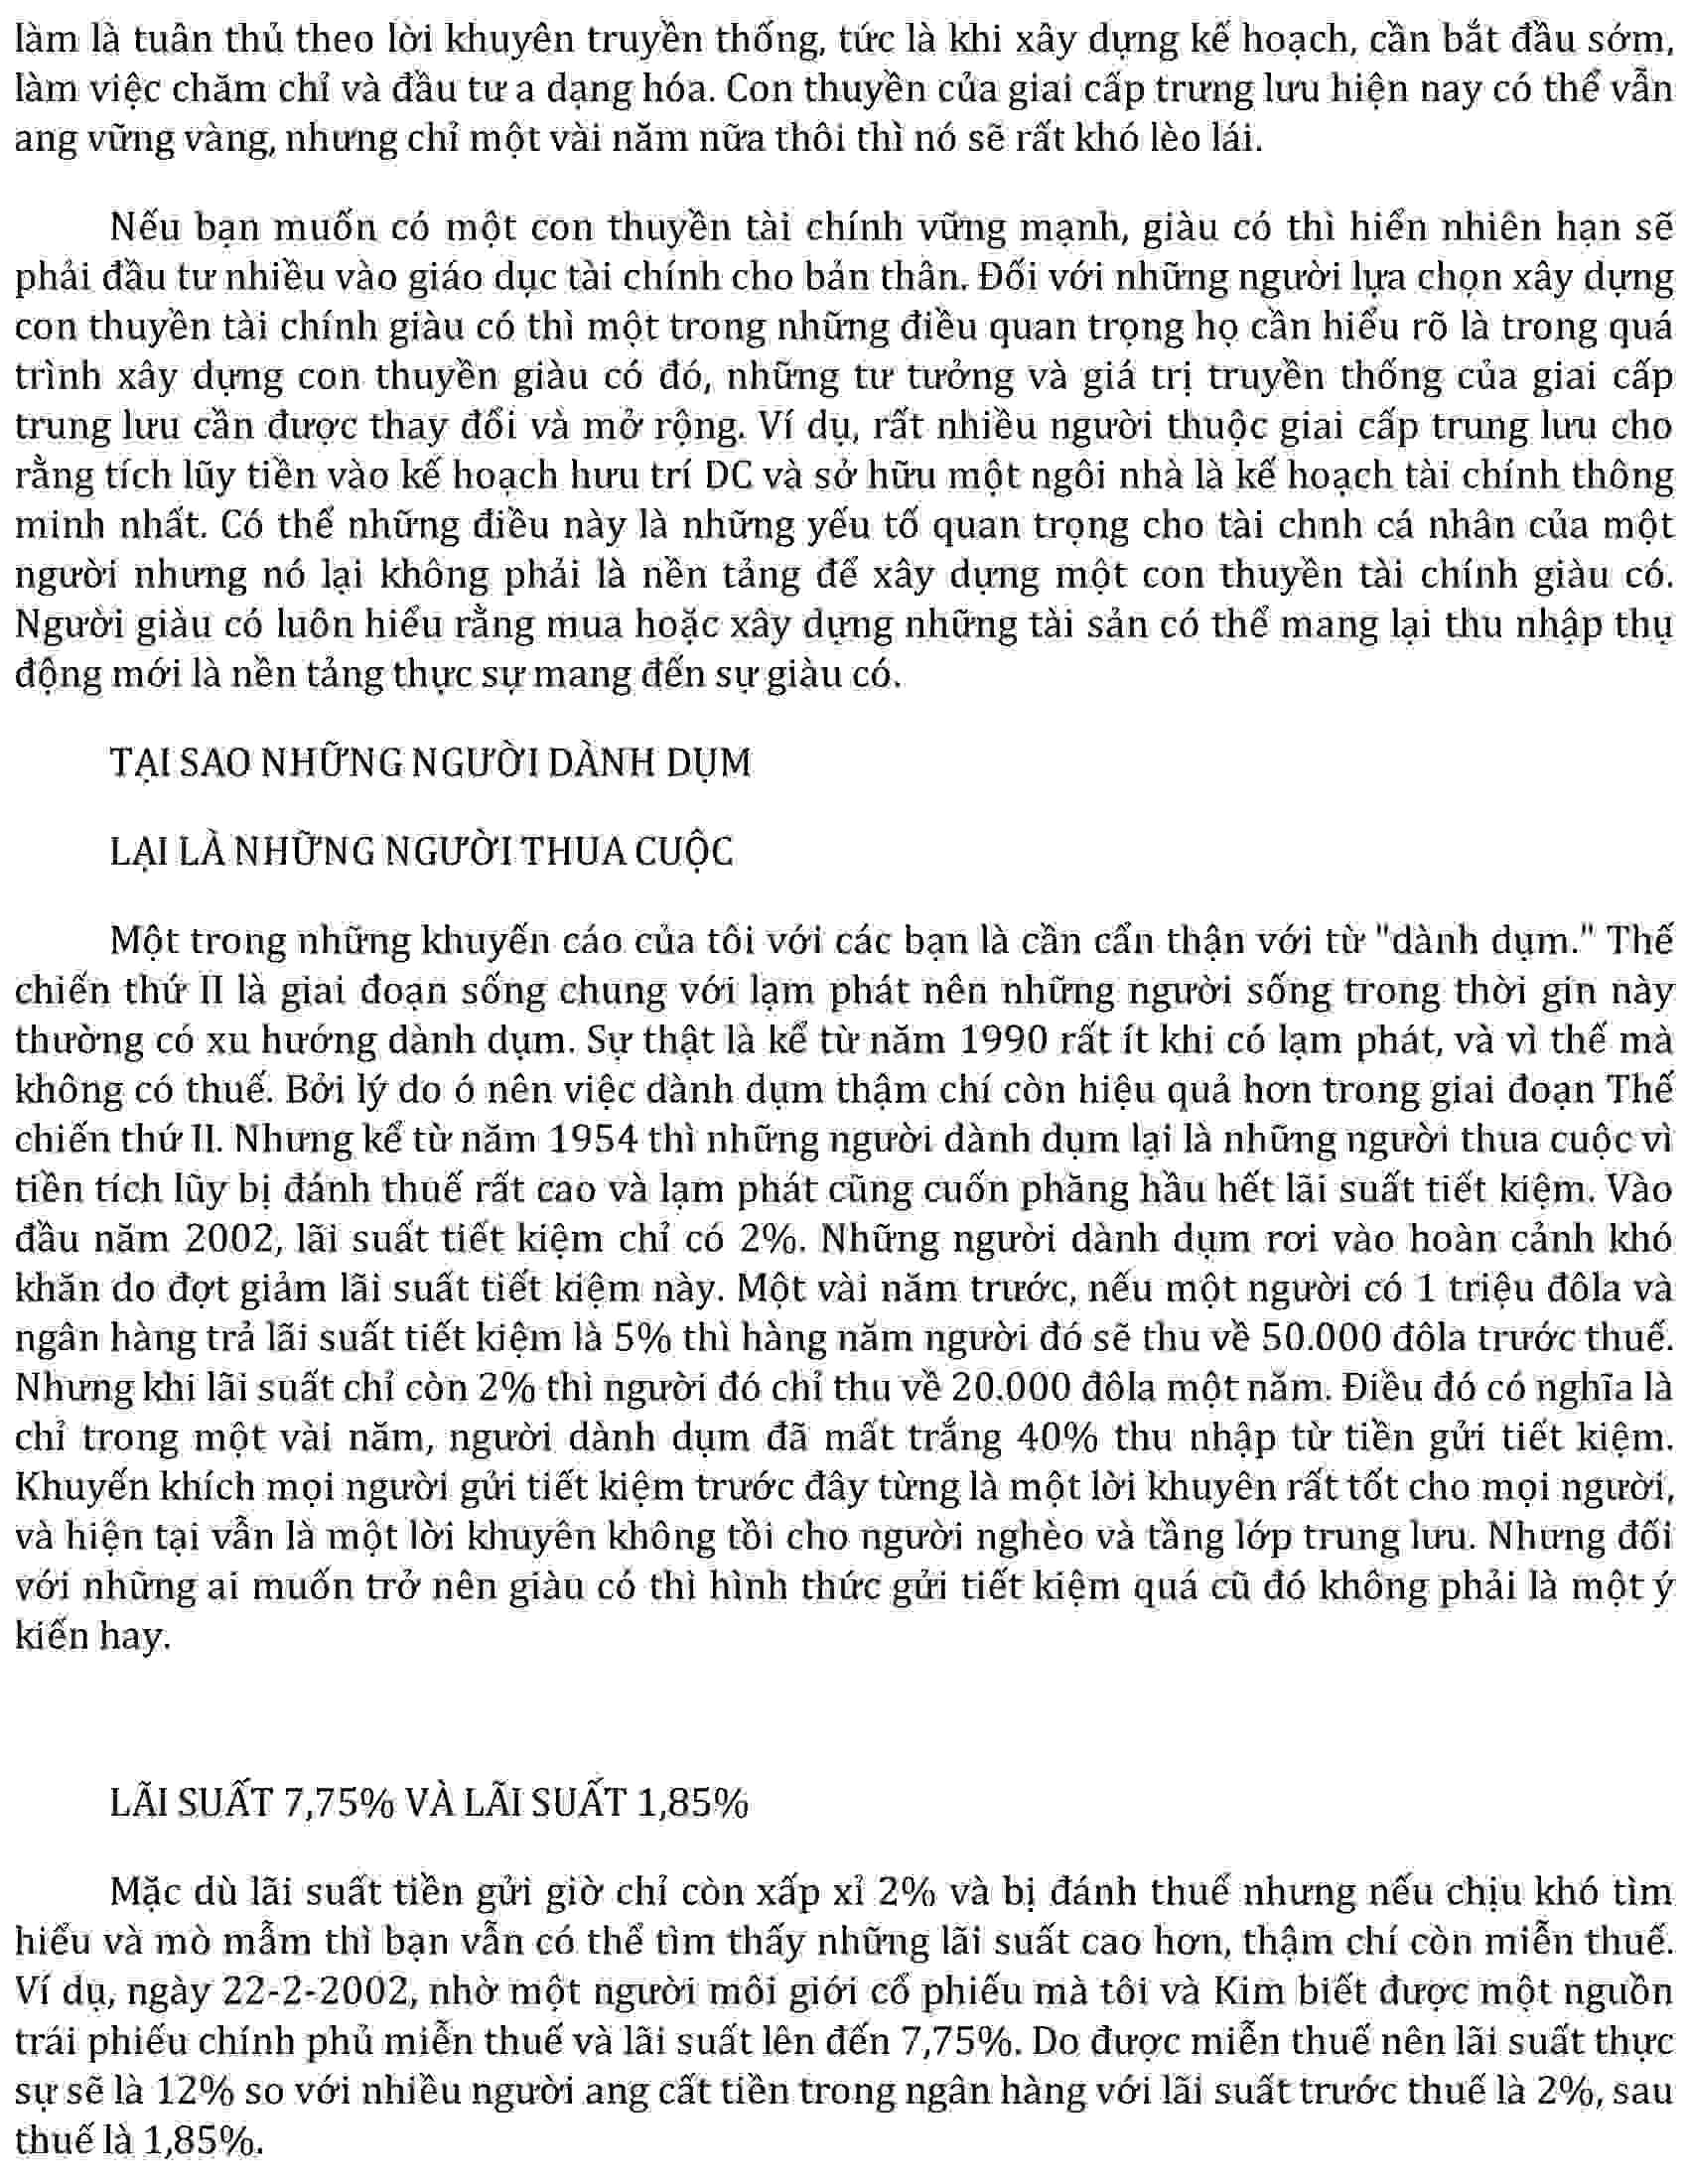 làm là tuân thủ theo lời khuyên truyền thống, tức là khi xây dựng kế hoạch, cần bắt đầu sớm,
làm việc chăm chỉ và đầu tư a dạng hóa. Con thuyền của giai cấp trưng lưu hiện nay có thể vẫn
ang vững vàng, nhưng chỉ một vài năm nữa thôi thì nó sẽ rất khó lèo lái.
Nếu bạn muốn có một con thuyền tài chính vững mạnh, giàu có thì hiển nhiên hạn sẽ
phải đầu tư nhiều vào giáo dục tài chính cho bản thân. Đối với những người lựa chọn xây dựng
con thuyền tài chính giàu có thì một trong những điều quan trọng họ cần hiểu rõ là trong quá
trình xây dựng con thuyền giàu có đó, những tư tưởng và giá trị truyền thống của giai cấp
trung lưu cần được thay đổi và mở rộng. Ví dụ, rất nhiều người thuộc giai cấp trung lưu cho
rằng tích lũy tiền vào kế hoạch hưu trí DC và sở hữu một ngôi nhà là kế hoạch tài chính thông
minh nhất. Có thể những điều này là những yếu tố quan trọng cho tài chnh cá nhân của một
người nhưng nó lại không phải là nền tảng để xây dựng một con thuyền tài chính giàu có.
Người giàu có luôn hiểu rằng mua hoặc xây dựng những tài sản có thể mang lại thu nhập thụ
động mới là nền tảng thực sự mang đến sự giàu có.
TẠI SAO NHỮNG NGƯỜI DÀNH DỤM
LẠI LÀ NHỮNG NGƯỜI THUA CUỘC
Một trong những khuyến cáo của tôi với các bạn là cần cẩn thận với từ "dành dụm." Thế
chiến thứ II là giai đoạn sống chung với lạm phát nên những người sống trong thời gin này
thường có xu hướng dành dụm. Sự thật là kể từ năm 1990 rất ít khi có lạm phát, và vì thế mà
không có thuế. Bởi lý do ó nên việc dành dụm thậm chí còn hiệu quả hơn trong giai đoạn Thế
chiến thứ II. Nhưng kể từ năm 1954 thì những người dành dụm lại là những người thua cuộc vì
tiền tích lũy bị đánh thuế rất cao và lạm phát cũng cuốn phăng hầu hết lãi suất tiết kiệm. Vào
đầu năm 2002, lãi suất tiết kiệm chỉ có 2%. Những người dành dụm rơi vào hoàn cảnh khó
khăn do đợt giảm lãi suất tiết kiệm này. Một vài năm trước, nếu một người có 1 triệu đôla và
ngân hàng trả lãi suất tiết kiệm là 5% thì hàng năm người đó sẽ thu về 50.000 đôla trước thuế.
Nhưng khi lãi suất chỉ còn 2% thì người đó chỉ thu về 20.000 đôla một năm. Điều đó có nghĩa là
chỉ trong một vài năm, người dành dụm đã mất trắng 40% thu nhập từ tiền gửi tiết kiệm.
Khuyến khích mọi người gửi tiết kiệm trước đây từng là một lời khuyên rất tốt cho mọi người,
và hiện tại vẫn là một lời khuyên không tồi cho người nghèo và tầng lớp trung lưu. Nhưng đối
với những ai muốn trở nên giàu có thì hình thức gửi tiết kiệm quá cũ đó không phải là một ý
kiến hay.
LÃI SUẤT 7,75% VÀ LÃI SUẤT 1,85%
Mặc dù lãi suất tiền gửi giờ chỉ còn xấp xỉ 2% và bị đánh thuế nhưng nếu chịu khó tìm
hiểu và mò mẫm thì bạn vẫn có thể tìm thấy những lãi suất cao hơn, thậm chí còn miễn thuế.
Ví dụ, ngày 22-2-2002, nhờ một người môi giới cổ phiếu mà tôi và Kim biết được một nguồn
trái phiếu chính phủ miễn thuế và lãi suất lên đến 7,75%. Do được miễn thuế nên lãi suất thực
sự sẽ là 12% so với nhiều người ang cất tiền trong ngân hàng với lãi suất trước thuế là 2%, sau
thuế là 1,85%.